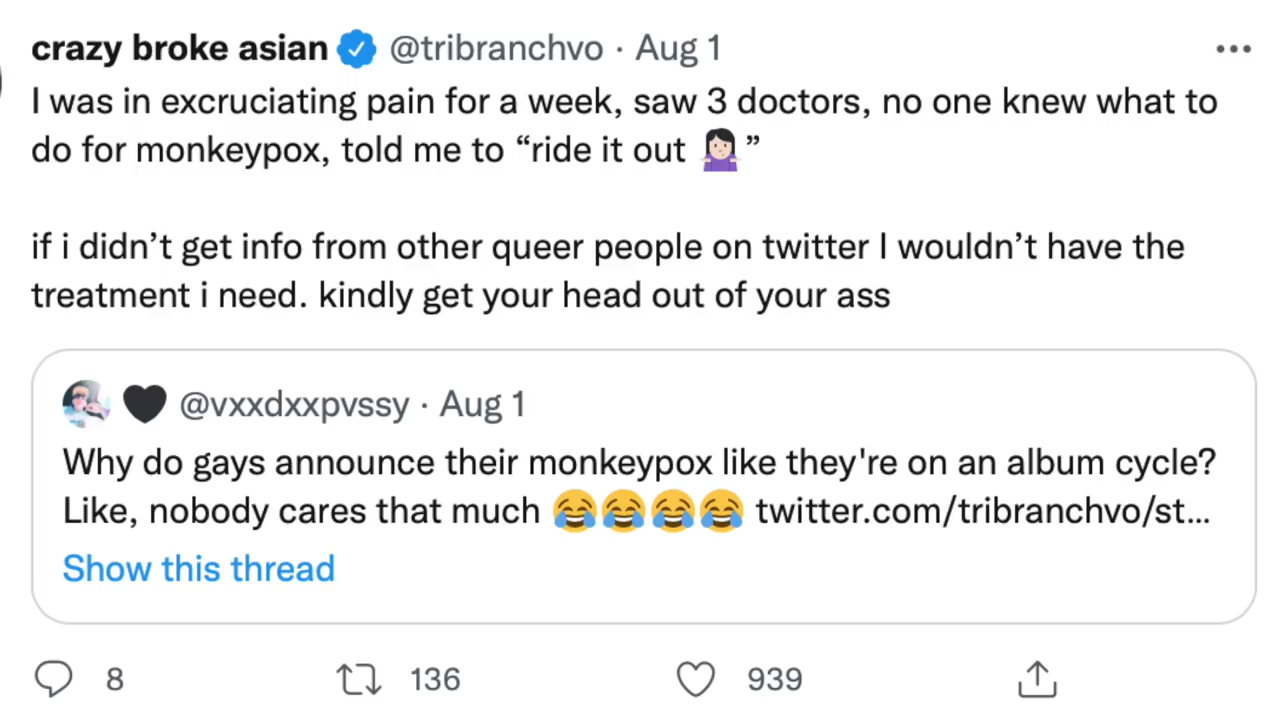 crazy broke asian @tribranchvo · Aug 1
I was in excruciating pain for a week, saw 3 doctors, no one knew what to
do for monkeypox, told me to “ride it out 🤷🏻‍♀️”
if i didn’t get info from other queer people on twitter I wouldn’t have the
treatment i need. kindly get your head out of your ass
🖤 @vxxdxxpvssy · Aug 1
Why do gays announce their monkeypox like they're on an album cycle?
Like, nobody cares that much 😂😂😂😂 twitter.com/tribranchvo/st...
Show this thread
8 136 939